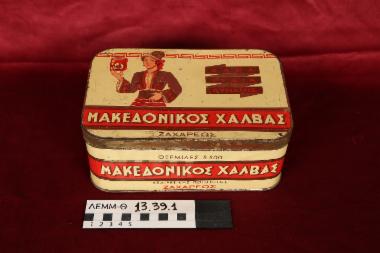 ΜΑΚΕΔΟΝΙΚΟΣ ΧΑΛΒΑΣ
ΖΑΧΑΡΕΩΣ
ΜΑΚΕΔΟΝΙΚΟΣ ΧΑΛΒΑΣ
ΖΑΧΑΡΕΩΣ
ΛΕΜΜ-Θ 13.39.1
1 2 3 4 5